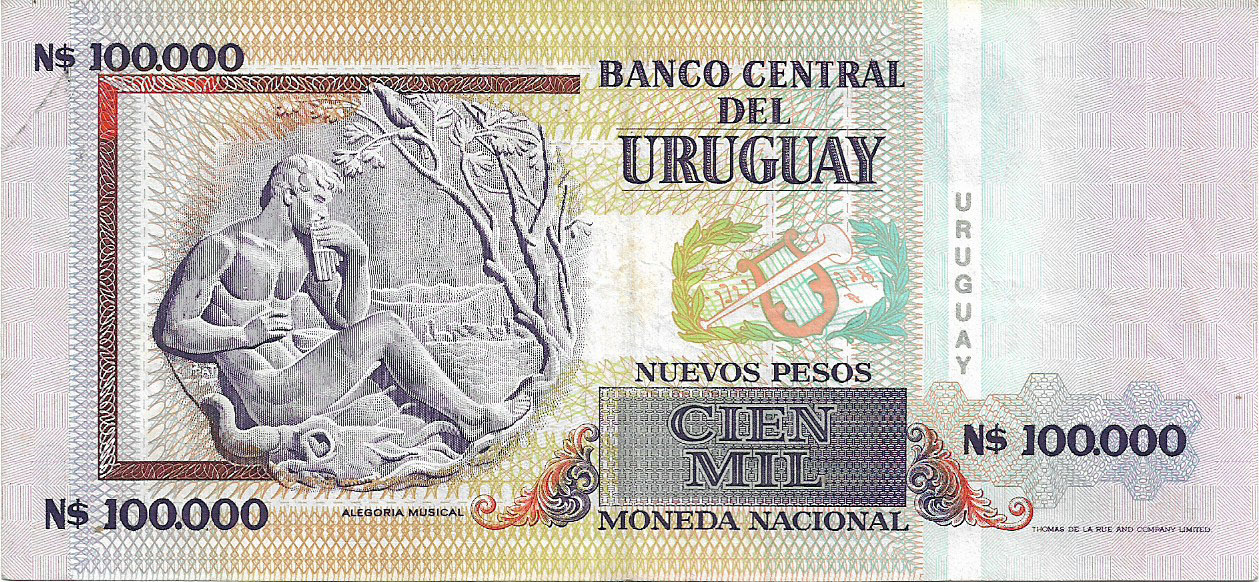 N$ 100.000
BANCO CENTRAL
DEL
URUGUAY
URUGUAY
NUEVOS PESOS
CIEN
MIL
N$ 100.000
N$ 100.000
ALEGORIA MUSICAL
MONEDA NACIONAL
THOMAS DE LA RUE AND COMPANY LIMITED